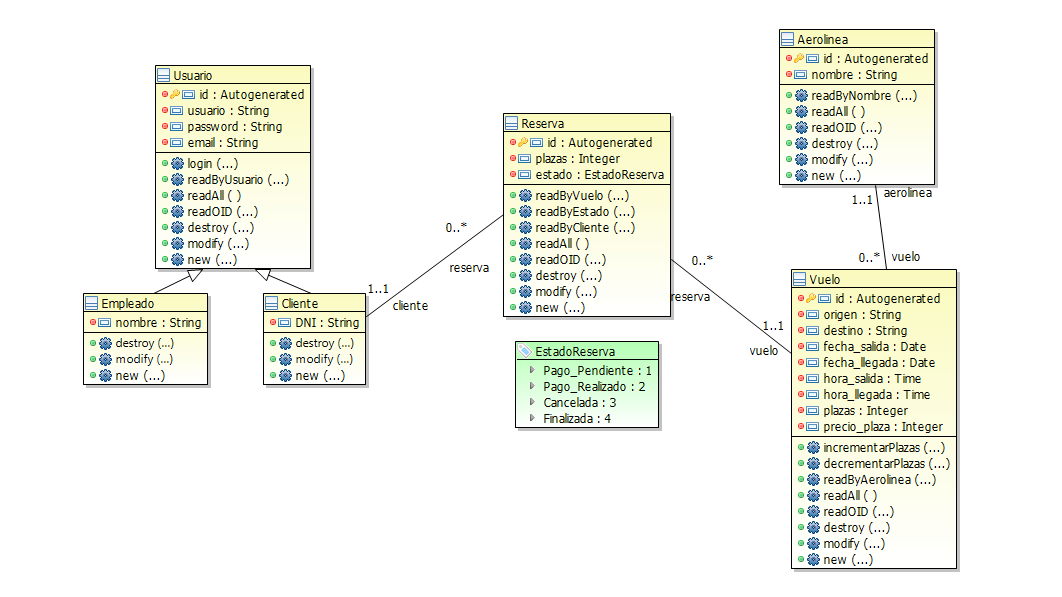 Usuario
id : Autogenerated
usuario : String
password : String
email : String
login (...)
readByUsuario (...)
readAll ( )
readOID (...)
destroy (...)
modify (...)
new (...)
Empleado
nombre : String
destroy (...)
modify (...)
new (...)
Cliente
DNI : String
destroy (...)
modify (...)
new (...)
0..*
reserva
1..1
cliente
Reserva
id : Autogenerated
plazas : Integer
estado : EstadoReserva
readByVuelo (...)
readByEstado (...)
readByCliente (...)
readAll ( )
readOID (...)
destroy (...)
modify (...)
new (...)
EstadoReserva
Pago_Pendiente : 1
Pago_Realizado : 2
Cancelada : 3
Finalizada : 4
0..*
reserva
1..1
vuelo
Aerolinea
id : Autogenerated
nombre : String
readByNombre (...)
readAll ( )
readOID (...)
destroy (...)
modify (...)
new (...)
aerolinea
1..1
0..*
vuelo
Vuelo
id : Autogenerated
origen : String
destino : String
fecha_salida : Date
fecha_llegada : Date
hora_salida : Time
hora_llegada : Time
plazas : Integer
precio_plaza : Integer
incrementarPlazas (...)
decrementarPlazas (...)
readByAerolinea (...)
readAll ( )
readOID (...)
destroy (...)
modify (...)
new (...)